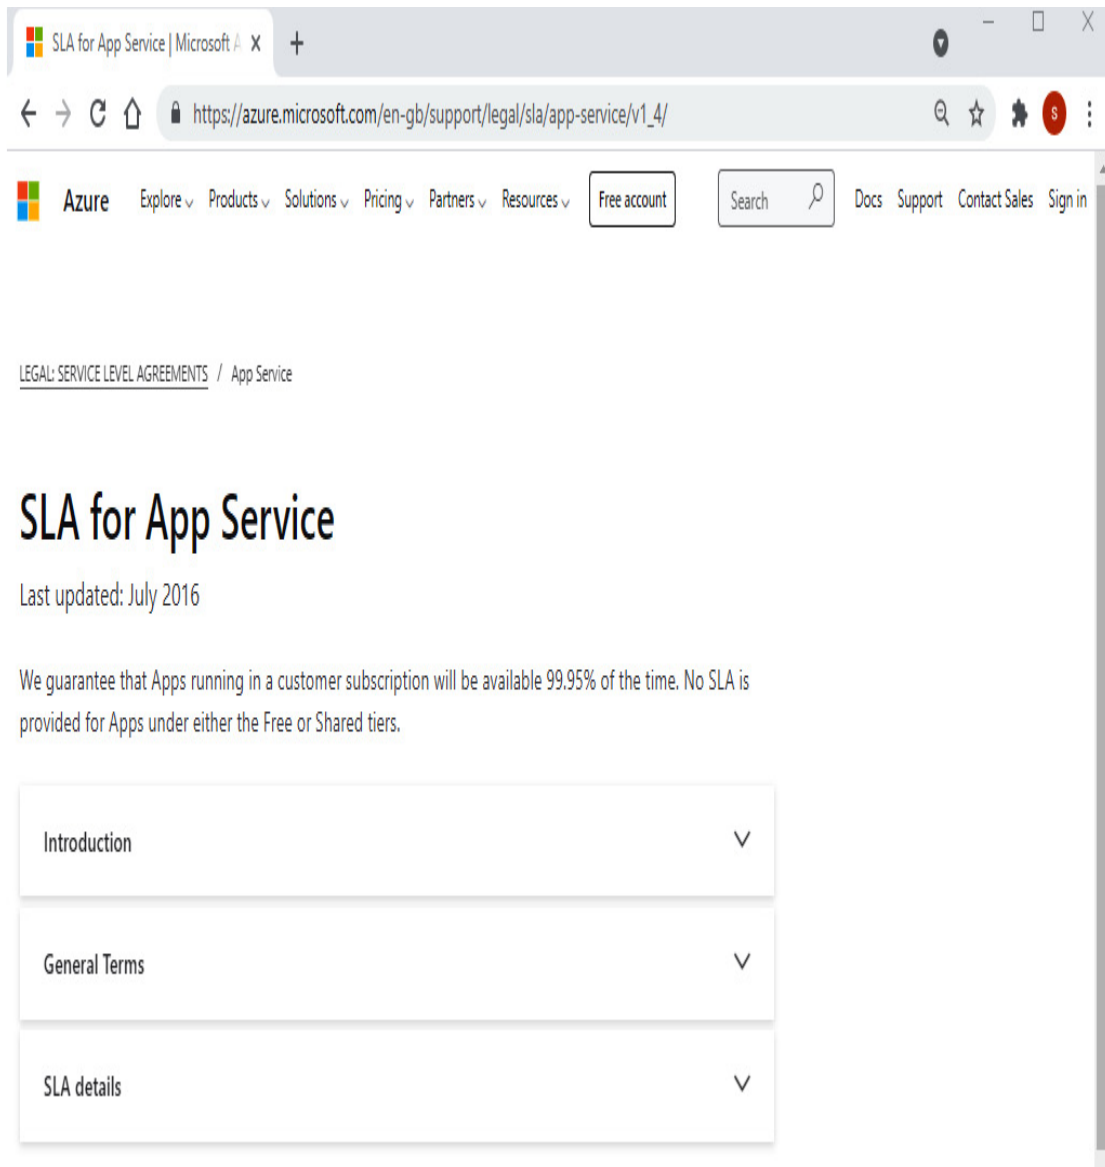 SLA for App Service | Microsoft A
https://azure.microsoft.com/en-gb/support/legal/sla/app-service/v1_4/
S
Azure Explore Products Solutions Pricing Partners Resources Free account Search Docs Support Contact Sales Sign in
LEGAL: SERVICE LEVEL AGREEMENTS / App Service
SLA for App Service
Last updated: July 2016
We guarantee that Apps running in a customer subscription will be available 99.95% of the time. No SLA is
provided for Apps under either the Free or Shared tiers.
Introduction
General Terms
SLA details